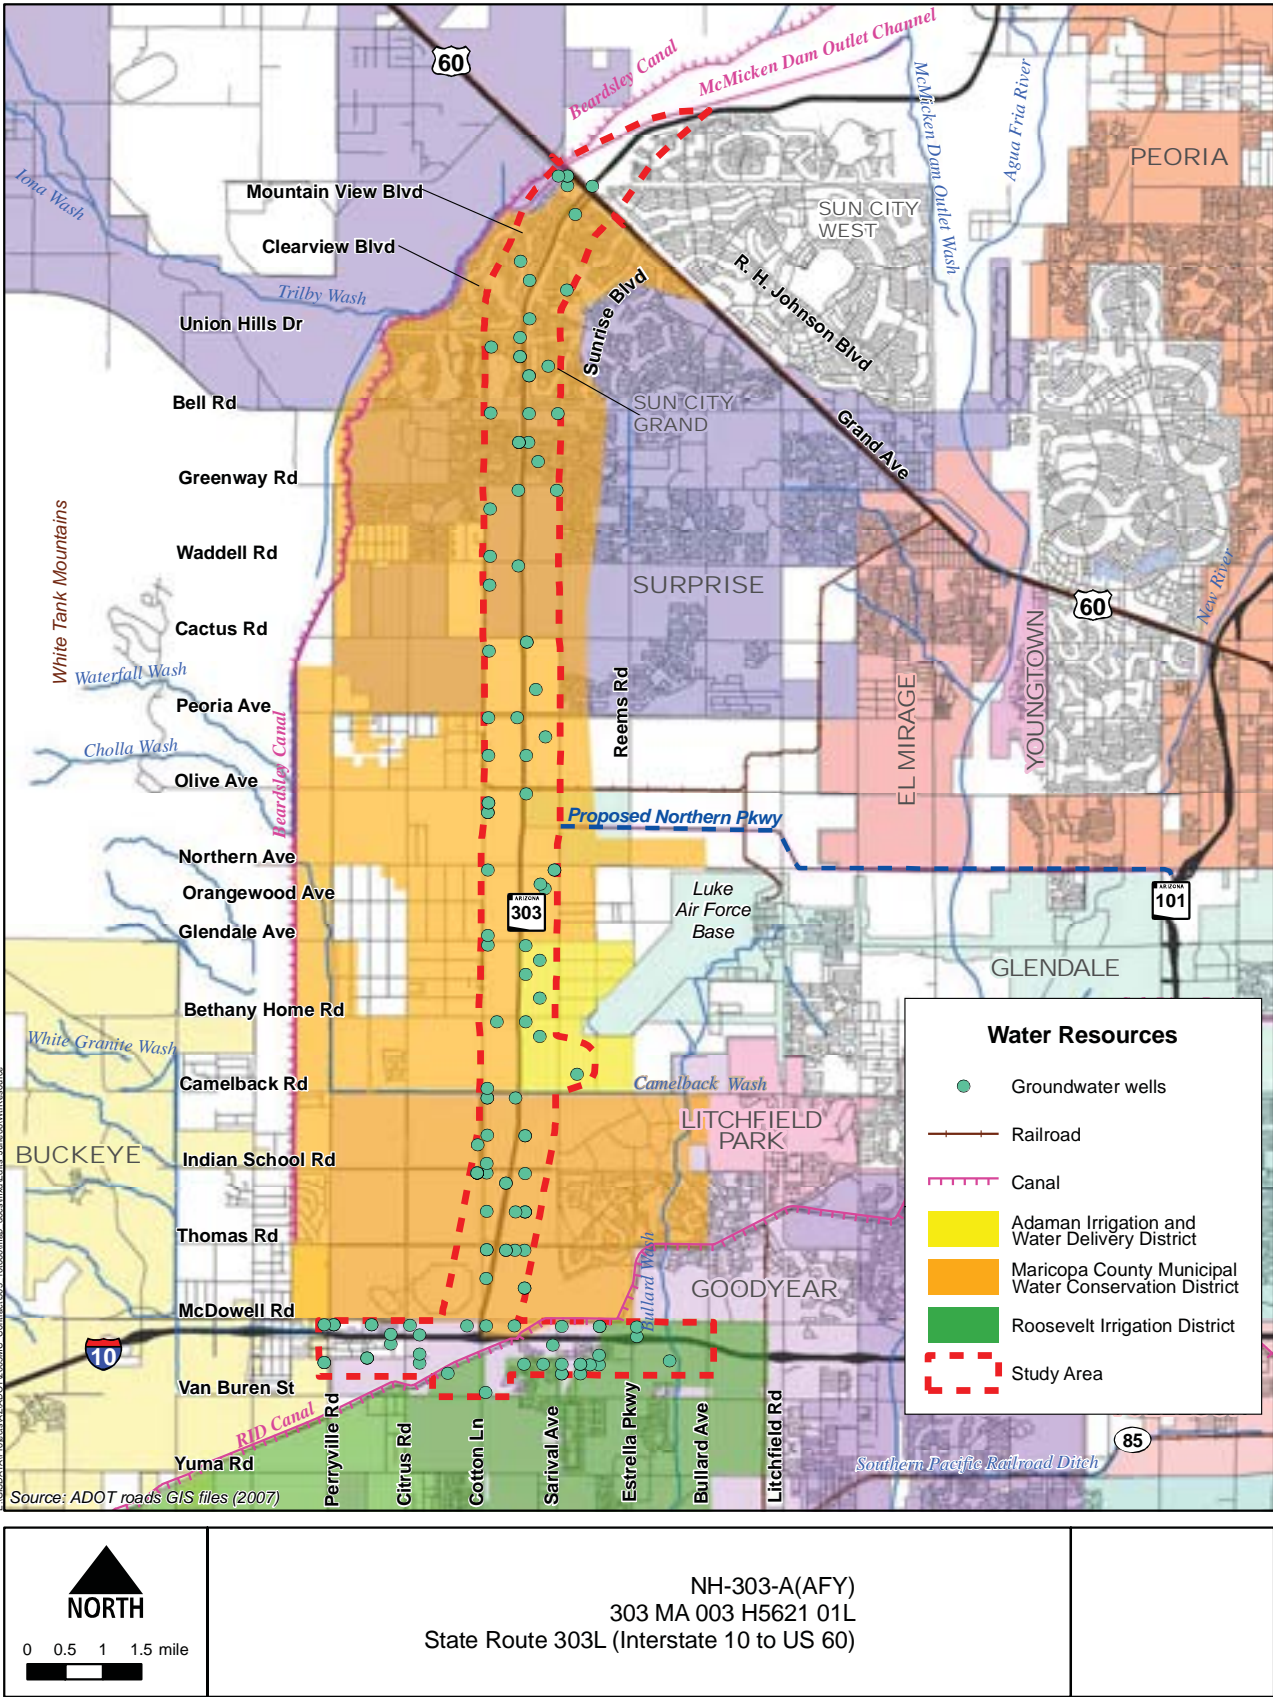 60
Beardsley Canal
McMicken Dam Outlet Channel
McMicken Dam Outlet Wash
Agua Fria River
PEORIA
Iona Wash
Mountain View Blvd
SUN CITY
WEST
Clearview Blvd
R. H. Johnson Blvd
Trilby Wash
Sunrise Blvd
Union Hills Dr
Bell Rd
SUN CITY
GRAND
Grand Ave
Greenway Rd
White Tank Mountains
Waddell Rd
SURPRISE
60
New River
Cactus Rd
YOUNGTOWN
Waterfall Wash
Reems Rd
EL MIRAGE
Peoria Ave
Cholla Wash
Beardsley Canal
Olive Ave
Proposed Northern Pkwy
Northern Ave
Orangewood Ave
Luke
Air Force
Base
ARIZONA
303
ARIZONA
101
Glendale Ave
GLENDALE
Bethany Home Rd
White Granite Wash
Camelback Rd
Camelback Wash
LITCHFIELD
PARK
BUCKEYE
Indian School Rd
Thomas Rd
Bullard Wash
GOODYEAR
McDowell Rd
10
Van Buren St
RID Canal
Perryville Rd
Citrus Rd
Cotton Ln
Sarival Ave
Estrella Pkwy
Bullard Ave
Litchfield Rd
85
Yuma Rd
Southern Pacific Railroad Ditch
Source: ADOT roads GIS files (2007)
Water Resources
Groundwater wells
Railroad
Canal
Adaman Irrigation and
Water Delivery District
Maricopa County Municipal
Water Conservation District
Roosevelt Irrigation District
Study Area
NORTH
0 0.5 1 1.5 mile
NH-303-A(AFY)
303 MA 003 H5621 01L
State Route 303L (Interstate 10 to US 60)